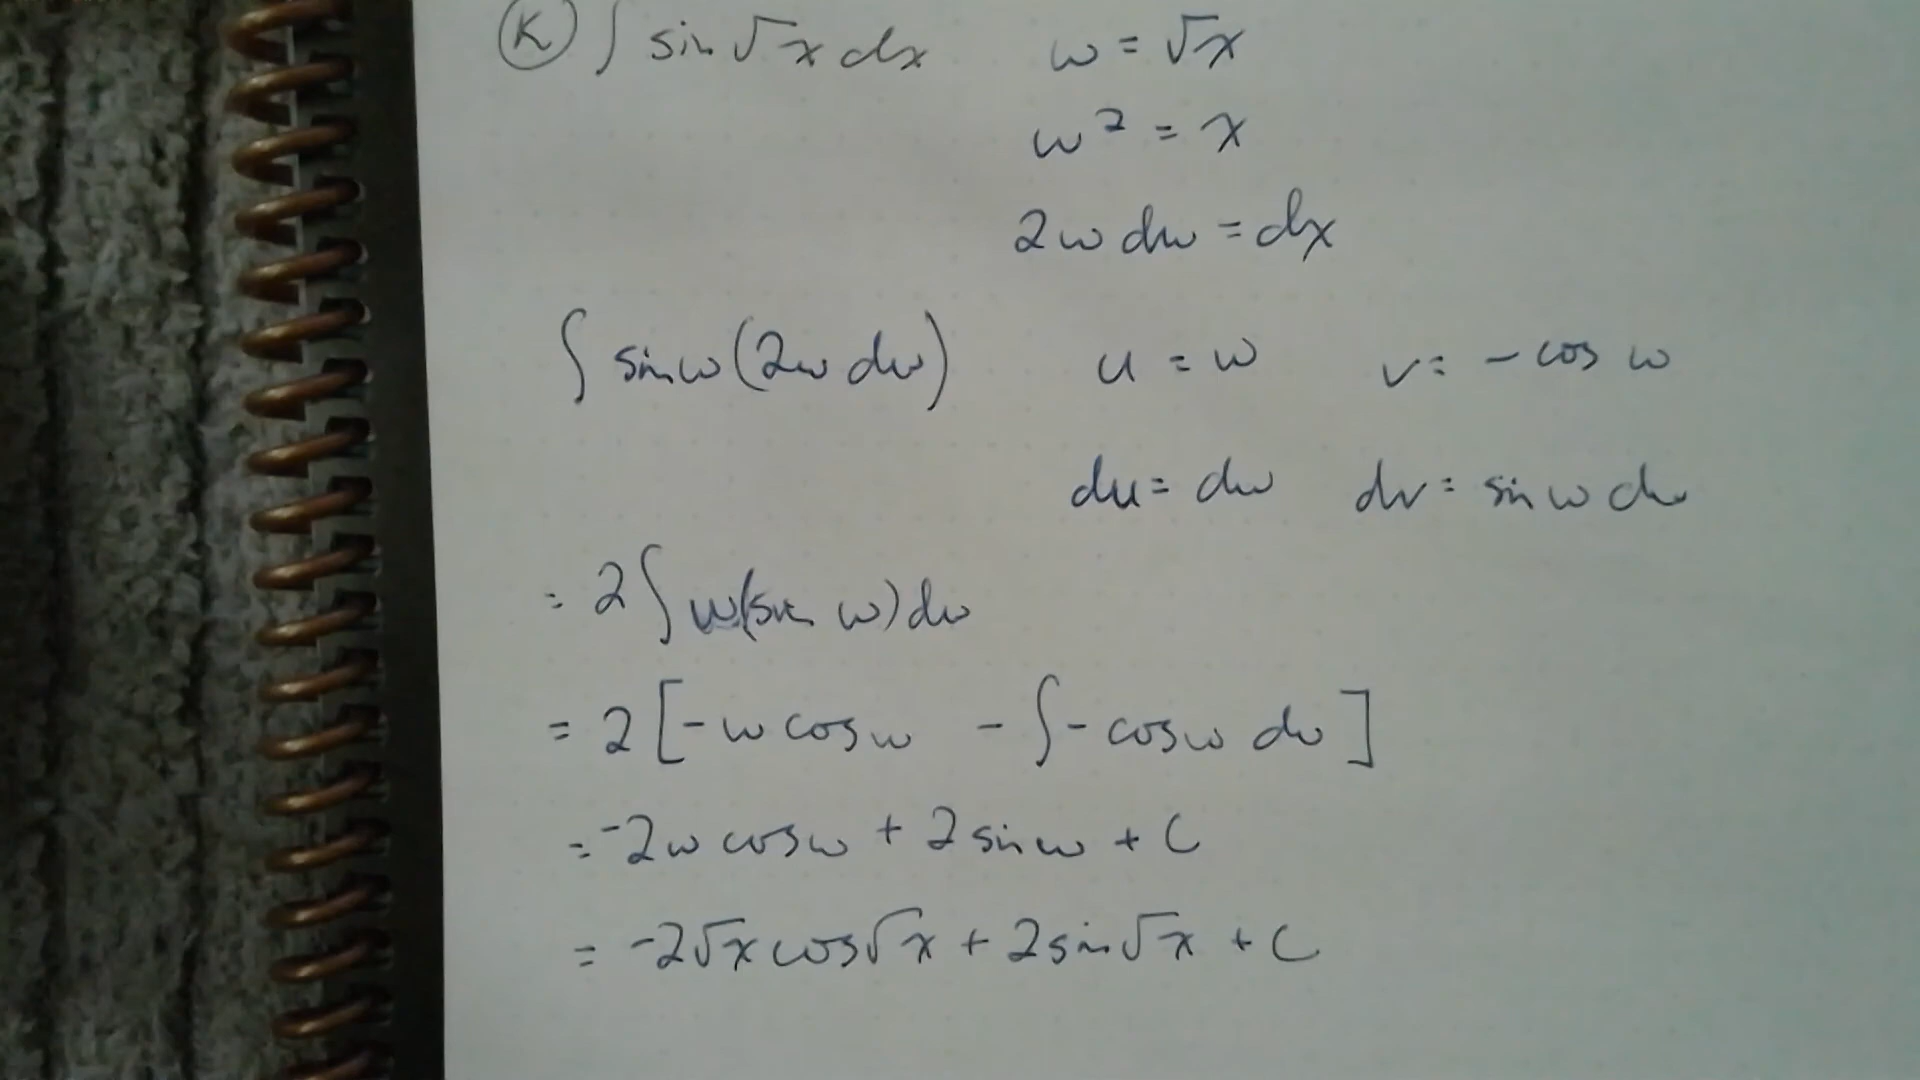 (K) ∫ sin √x dx   w = √x
w² = x
2w dw = dx
∫ sin w (2w dw)   u = w   v = - cos w
du = dw   dv = sin w dw
= 2 ∫ w(sin w) dw
= 2 [ - w cos w - ∫ - cos w dw ]
= -2w cos w + 2 sin w + C
= -2√x cos √x + 2 sin √x + C